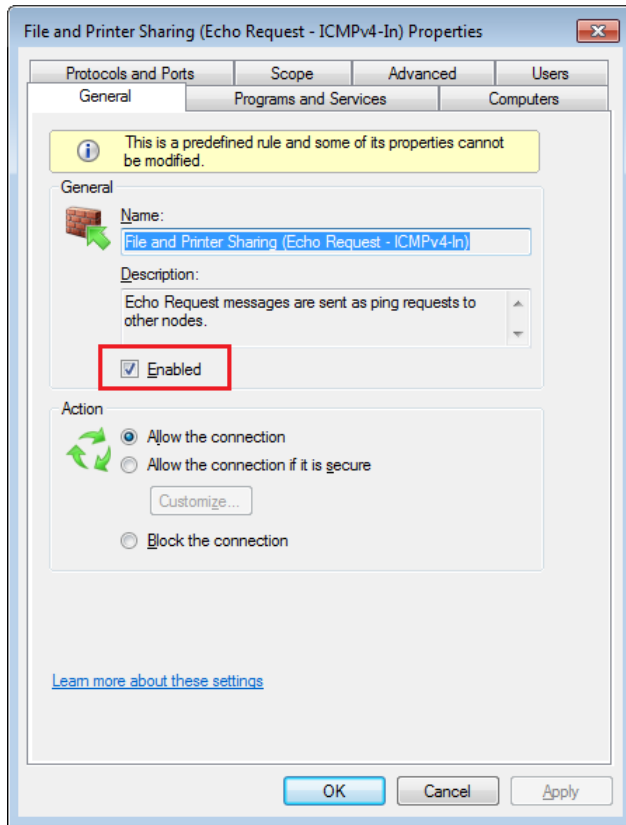 File and Printer Sharing (Echo Request - ICMPv4-In) Properties
Protocols and Ports
Scope
Advanced
Users
General
Programs and Services
Computers
This is a predefined rule and some of its properties cannot
be modified.
General
Name:
File and Printer Sharing (Echo Request - ICMPv4-In)
Description:
Echo Request messages are sent as ping requests to
other nodes.
Enabled
Action
Allow the connection
Allow the connection if it is secure
Customize...
Block the connection
Learn more about these settings
OK
Cancel
Apply